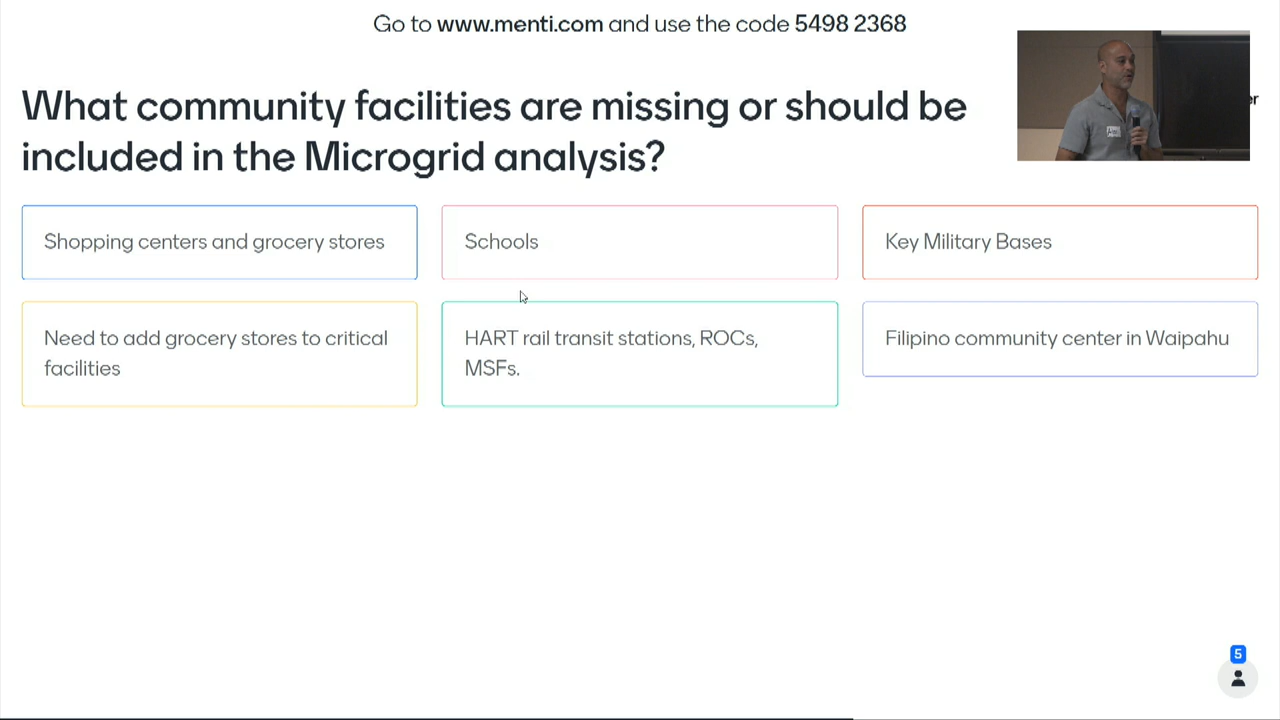 Go to www.menti.com and use the code 5498 2368
What community facilities are missing or should be
included in the Microgrid analysis?
Shopping centers and grocery stores
Schools
Key Military Bases
Need to add grocery stores to critical
facilities
HART rail transit stations, ROCs,
MSFs.
Filipino community center in Waipahu
5